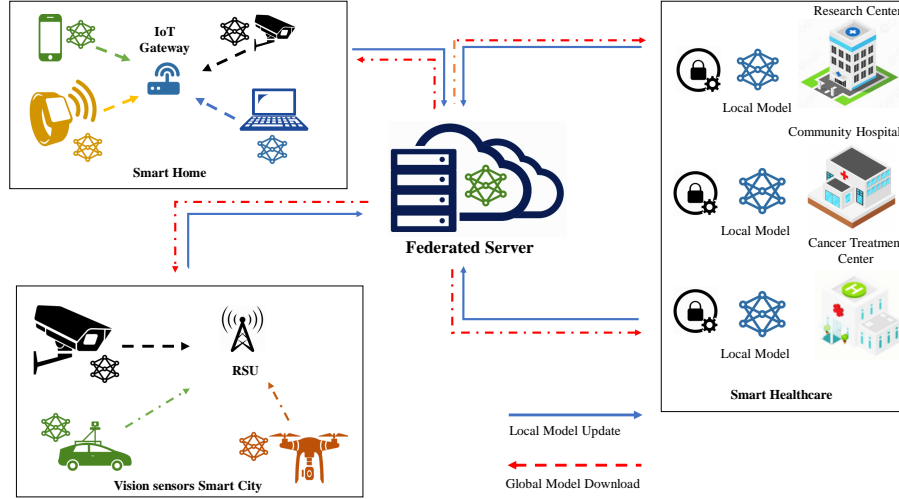 IoT
Gateway
Smart Home
Federated Server
Research Center
Local Model
Community Hospital
Local Model
Cancer Treatment
Center
Local Model
Smart Healthcare
RSU
Vision sensors Smart City
Local Model Update
Global Model Download